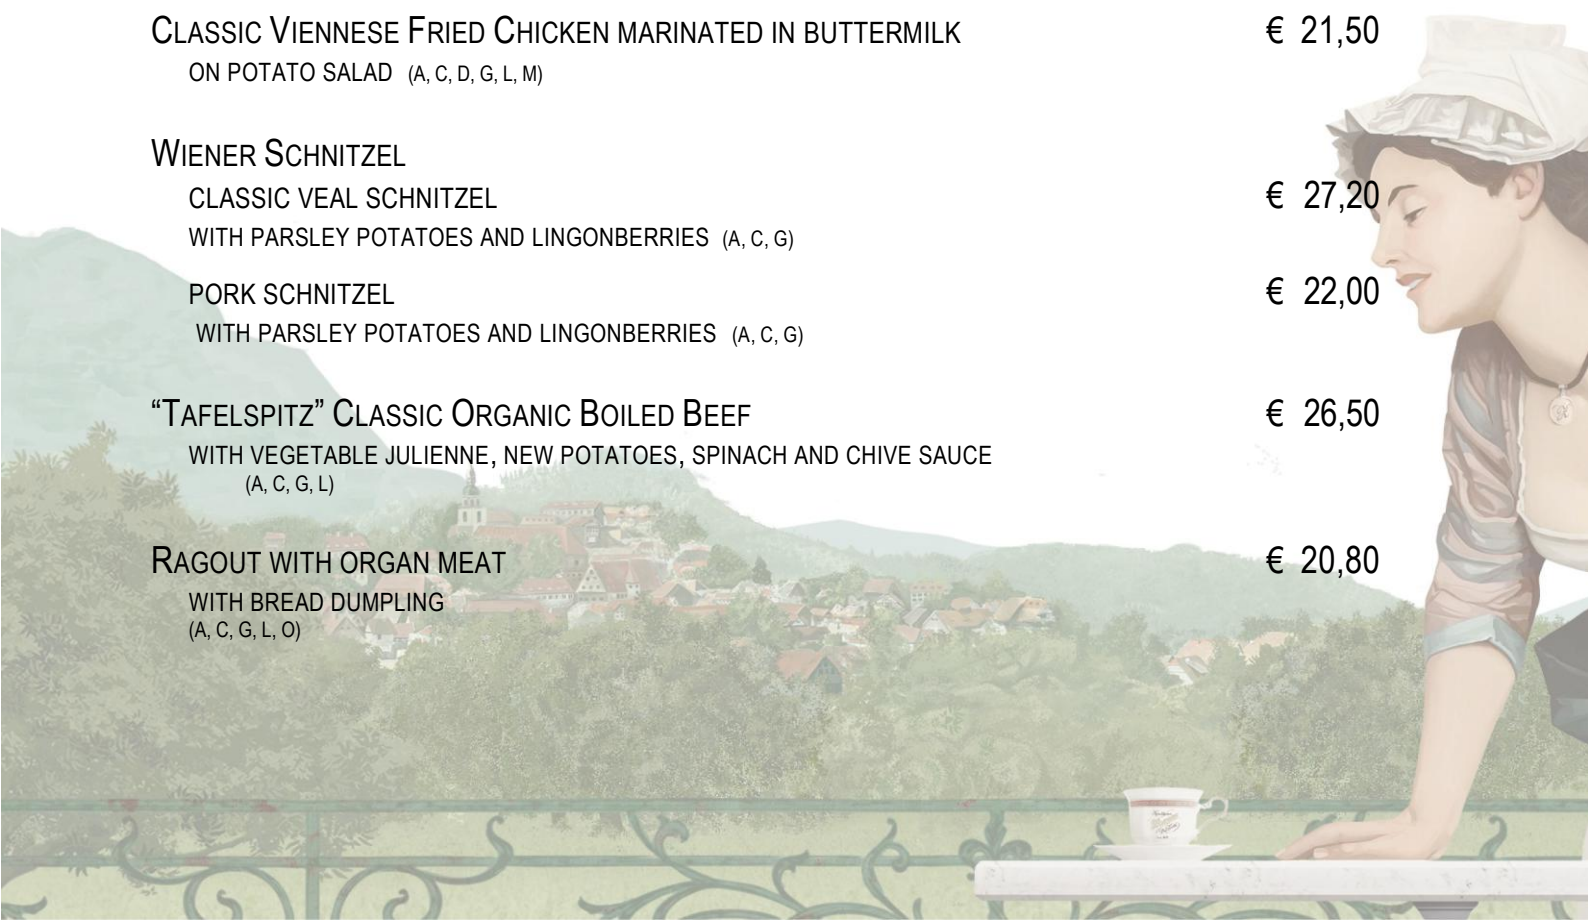 CLASSIC VIENNESE FRIED CHICKEN MARINATED IN BUTTERMILK € 21,50
ON POTATO SALAD (A, C, D, G, L, M)
WIENER SCHNITZEL
CLASSIC VEAL SCHNITZEL € 27,20
WITH PARSLEY POTATOES AND LINGONBERRIES (A, C, G)
PORK SCHNITZEL € 22,00
WITH PARSLEY POTATOES AND LINGONBERRIES (A, C, G)
“TAFELSPITZ” CLASSIC ORGANIC BOILED BEEF € 26,50
WITH VEGETABLE JULIENNE, NEW POTATOES, SPINACH AND CHIVE SAUCE
(A, C, G, L)
RAGOUT WITH ORGAN MEAT € 20,80
WITH BREAD DUMPLING
(A, C, G, L, O)